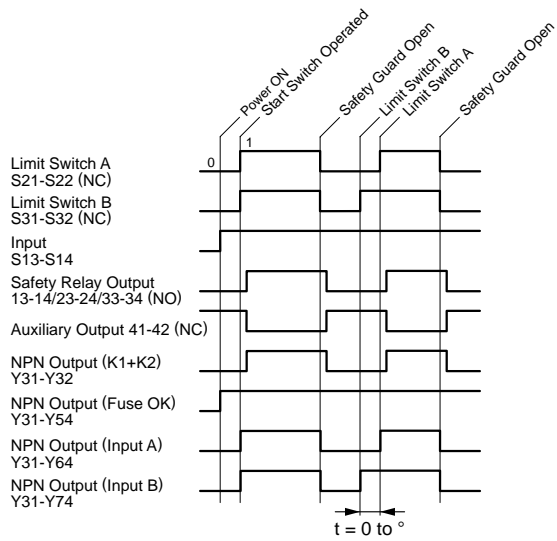 Power ON
Start Switch Operated
Safety Guard Open
Limit Switch B
Limit Switch A
Safety Guard Open
0
1
Limit Switch A
S21-S22 (NC)
Limit Switch B
S31-S32 (NC)
Input
S13-S14
Safety Relay Output
13-14/23-24/33-34 (NO)
Auxiliary Output 41-42 (NC)
NPN Output (K1+K2)
Y31-Y32
NPN Output (Fuse OK)
Y31-Y54
NPN Output (Input A)
Y31-Y64
NPN Output (Input B)
Y31-Y74
t = 0 to °